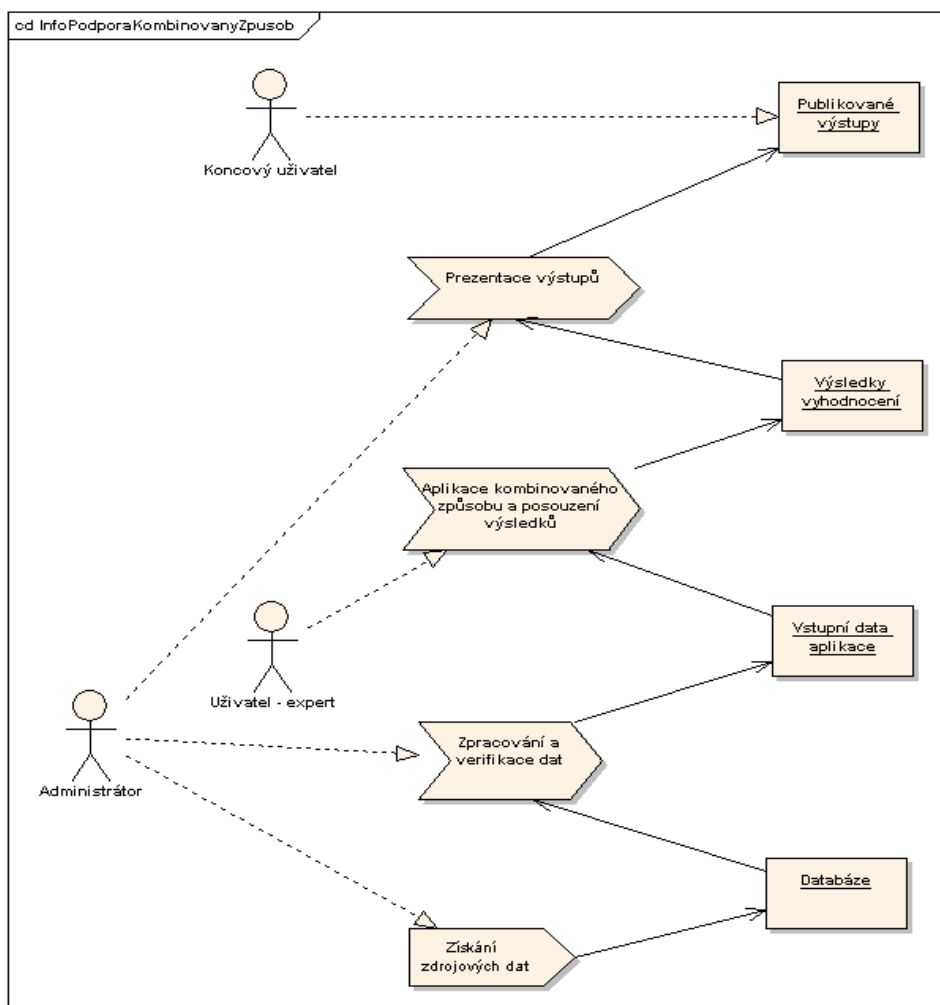 cd InfoPodporaKombinovanyZpusob
Koncový uživatel
Publikované
výstupy
Prezentace výstupů
Výsledky
vyhodnocení
Aplikace kombinovaného
způsobu a posouzení
výsledků
Uživatel - expert
Vstupní data
aplikace
Administrátor
Zpracování a
verifikace dat
Databáze
Získání
zdrojových dat